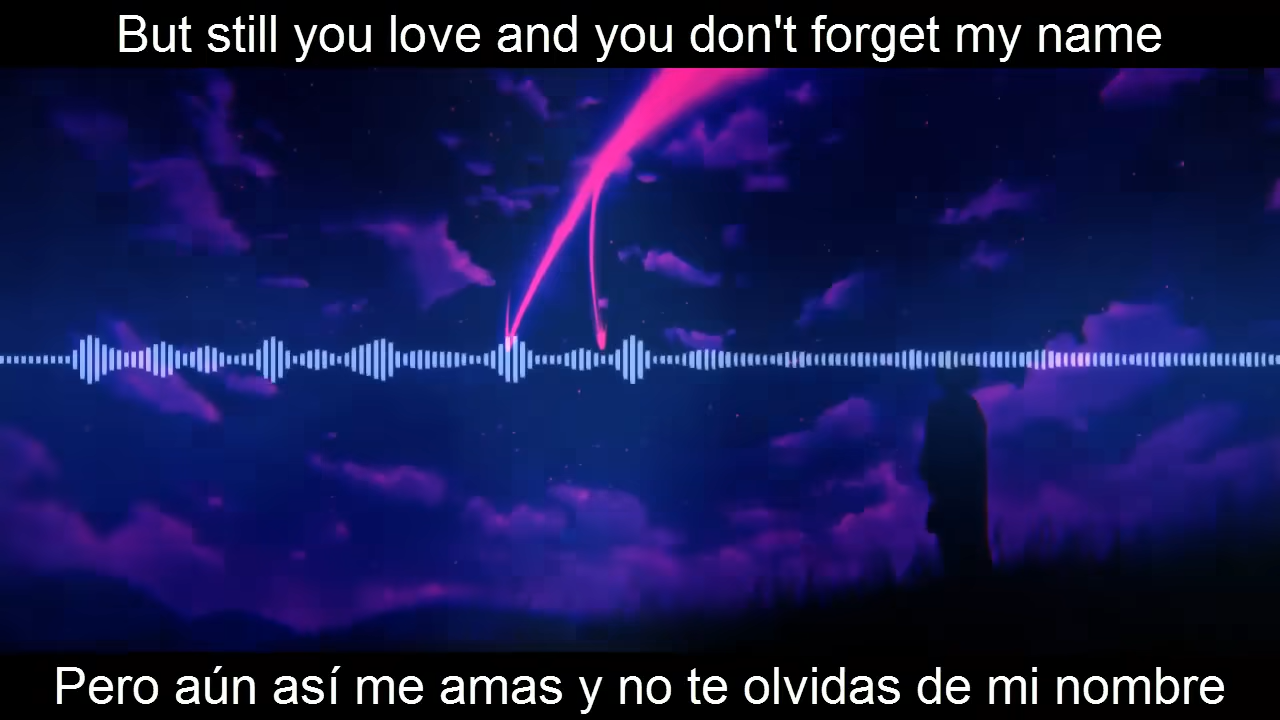 But still you love and you don't forget my name
Pero aún así me amas y no te olvidas de mi nombre